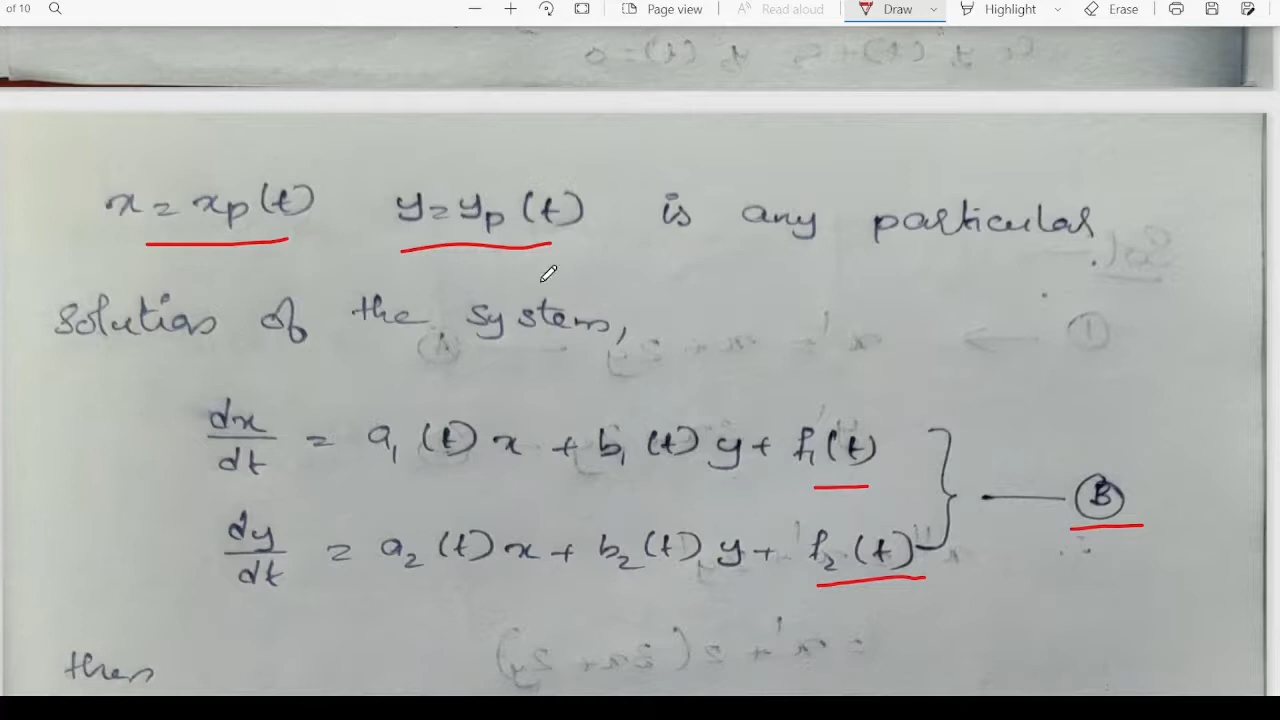 of 10 Page view Read aloud Draw Highlight Erase
x = xp(t) y = yp(t) is any particular
solution of the system,
dx/dt = a₁(t)x + b₁(t)y + f₁(t)
dy/dt = a₂(t)x + b₂(t)y + f₂(t)
B
then